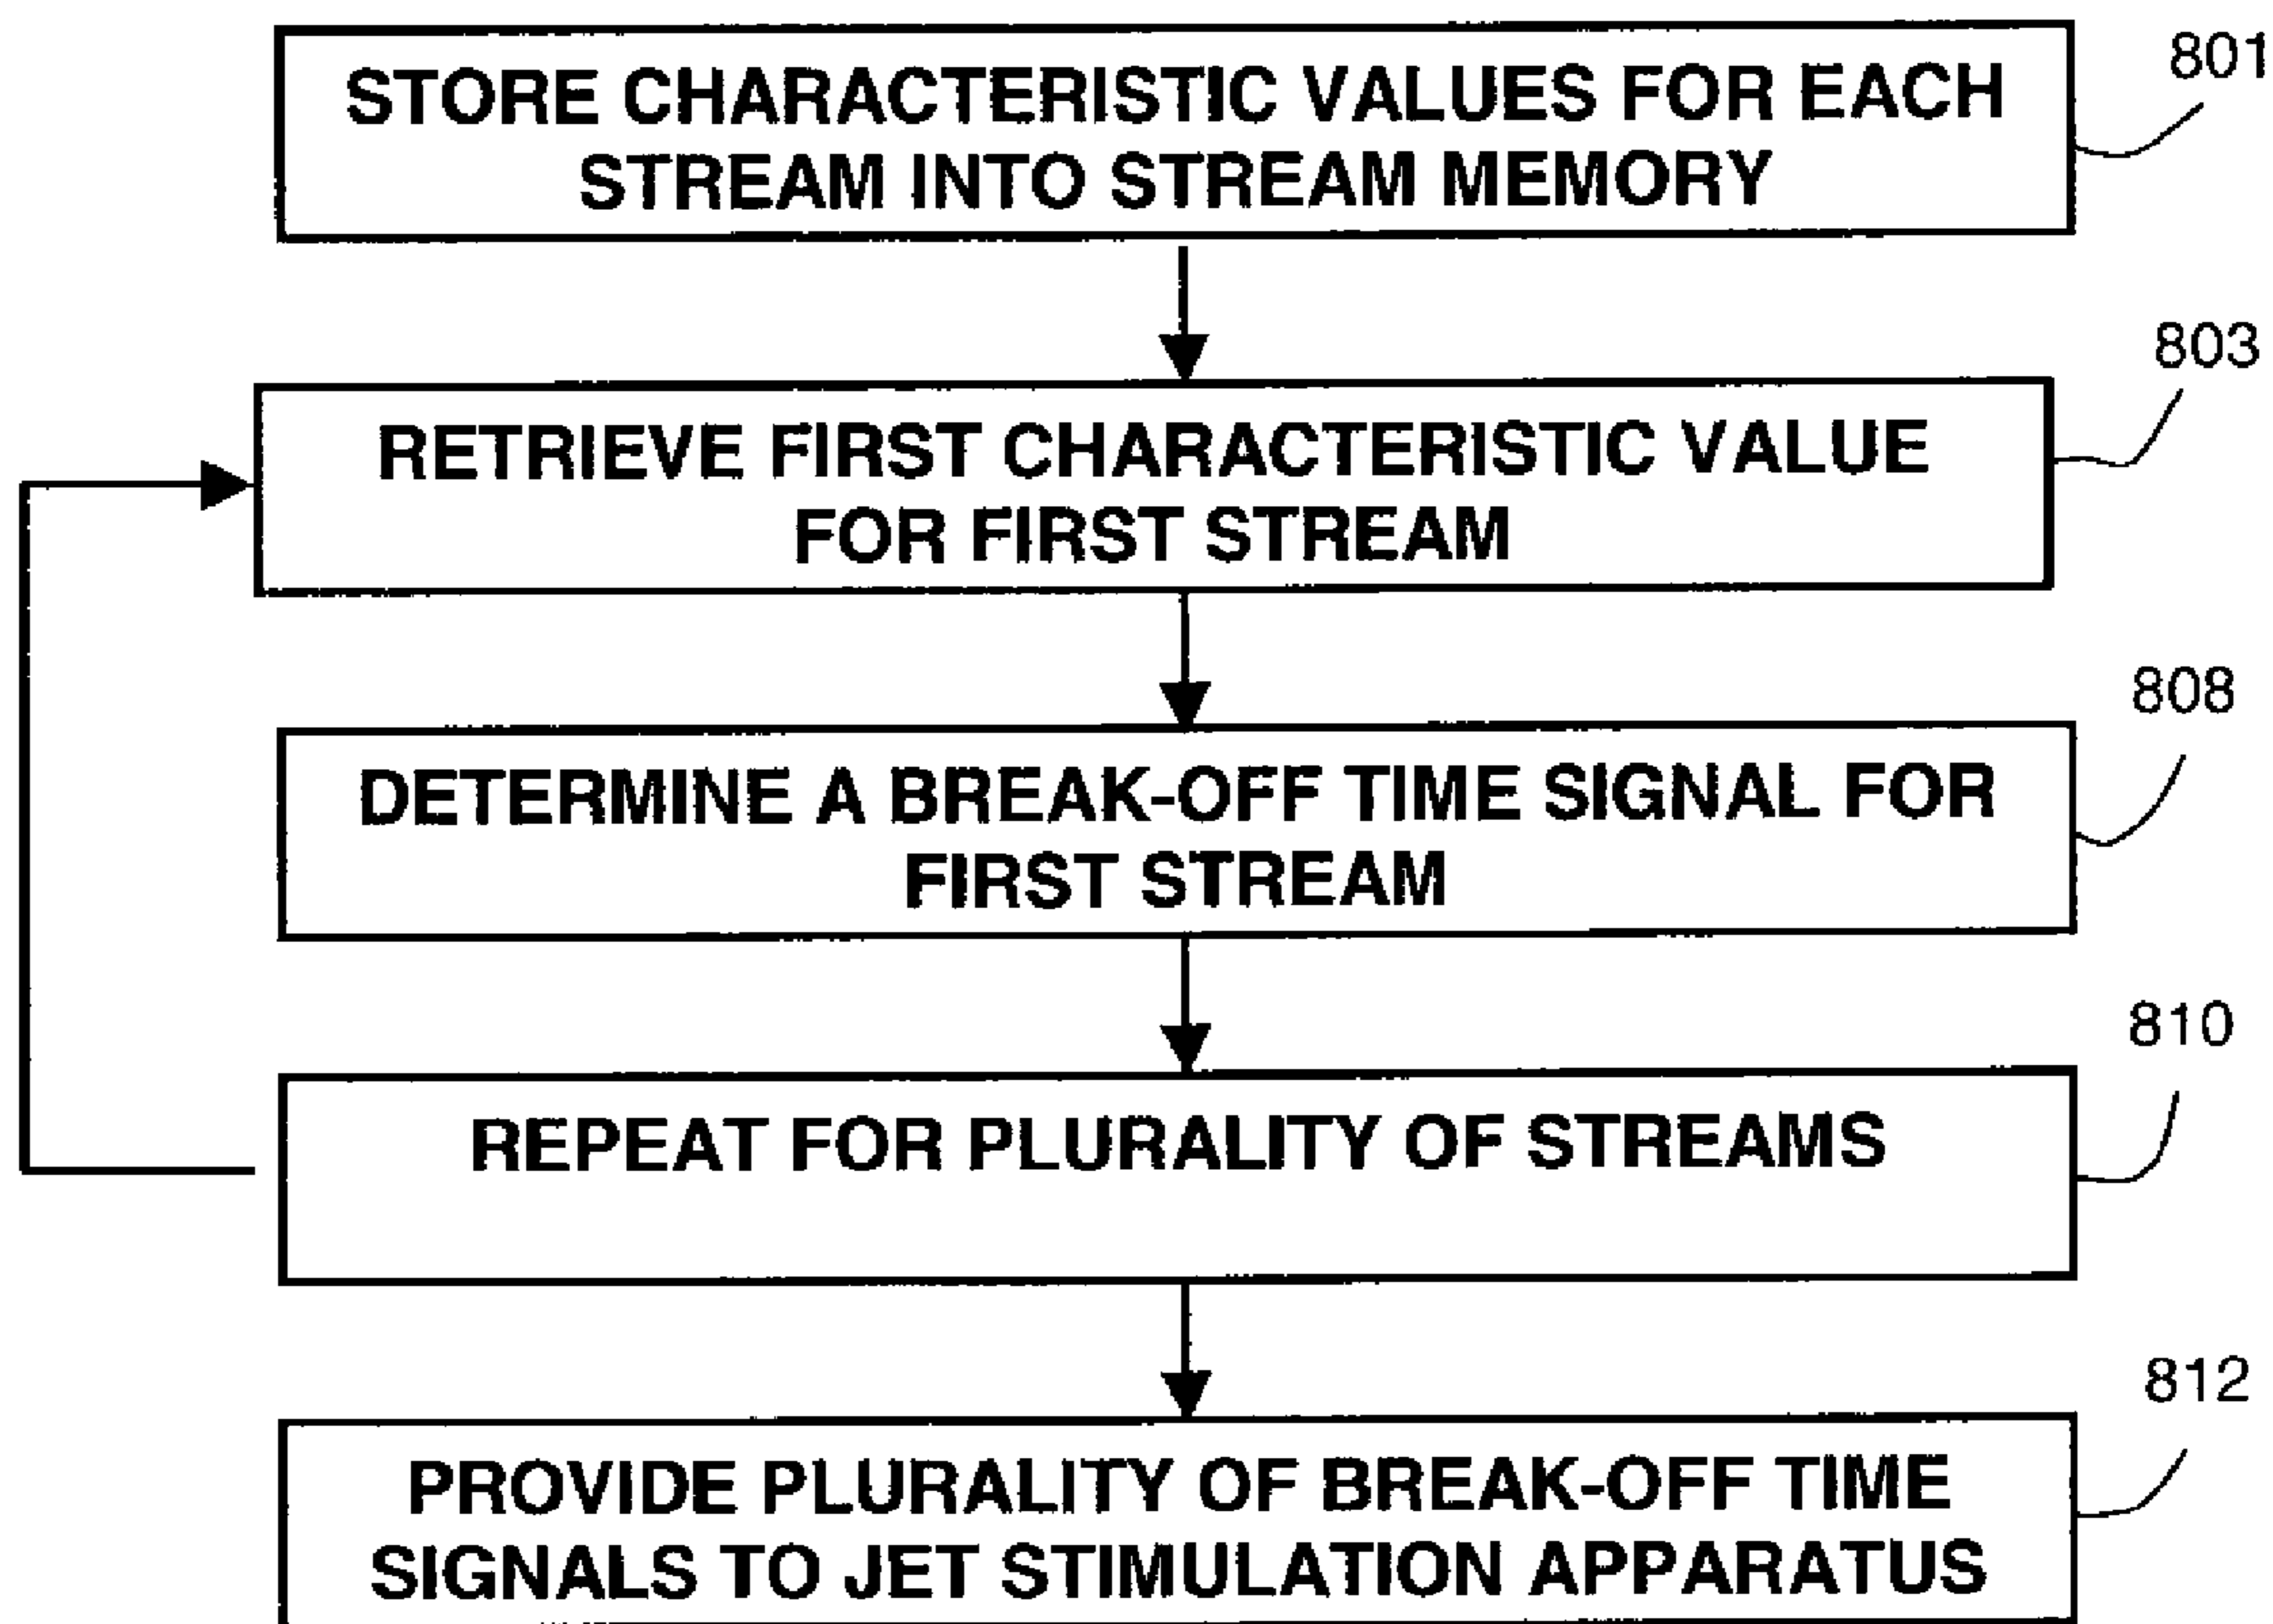 STORE CHARACTERISTIC VALUES FOR EACH
STREAM INTO STREAM MEMORY
801
RETRIEVE FIRST CHARACTERISTIC VALUE
FOR FIRST STREAM
803
DETERMINE A BREAK-OFF TIME SIGNAL FOR
FIRST STREAM
808
REPEAT FOR PLURALITY OF STREAMS
810
PROVIDE PLURALITY OF BREAK-OFF TIME
SIGNALS TO JET STIMULATION APPARATUS
812